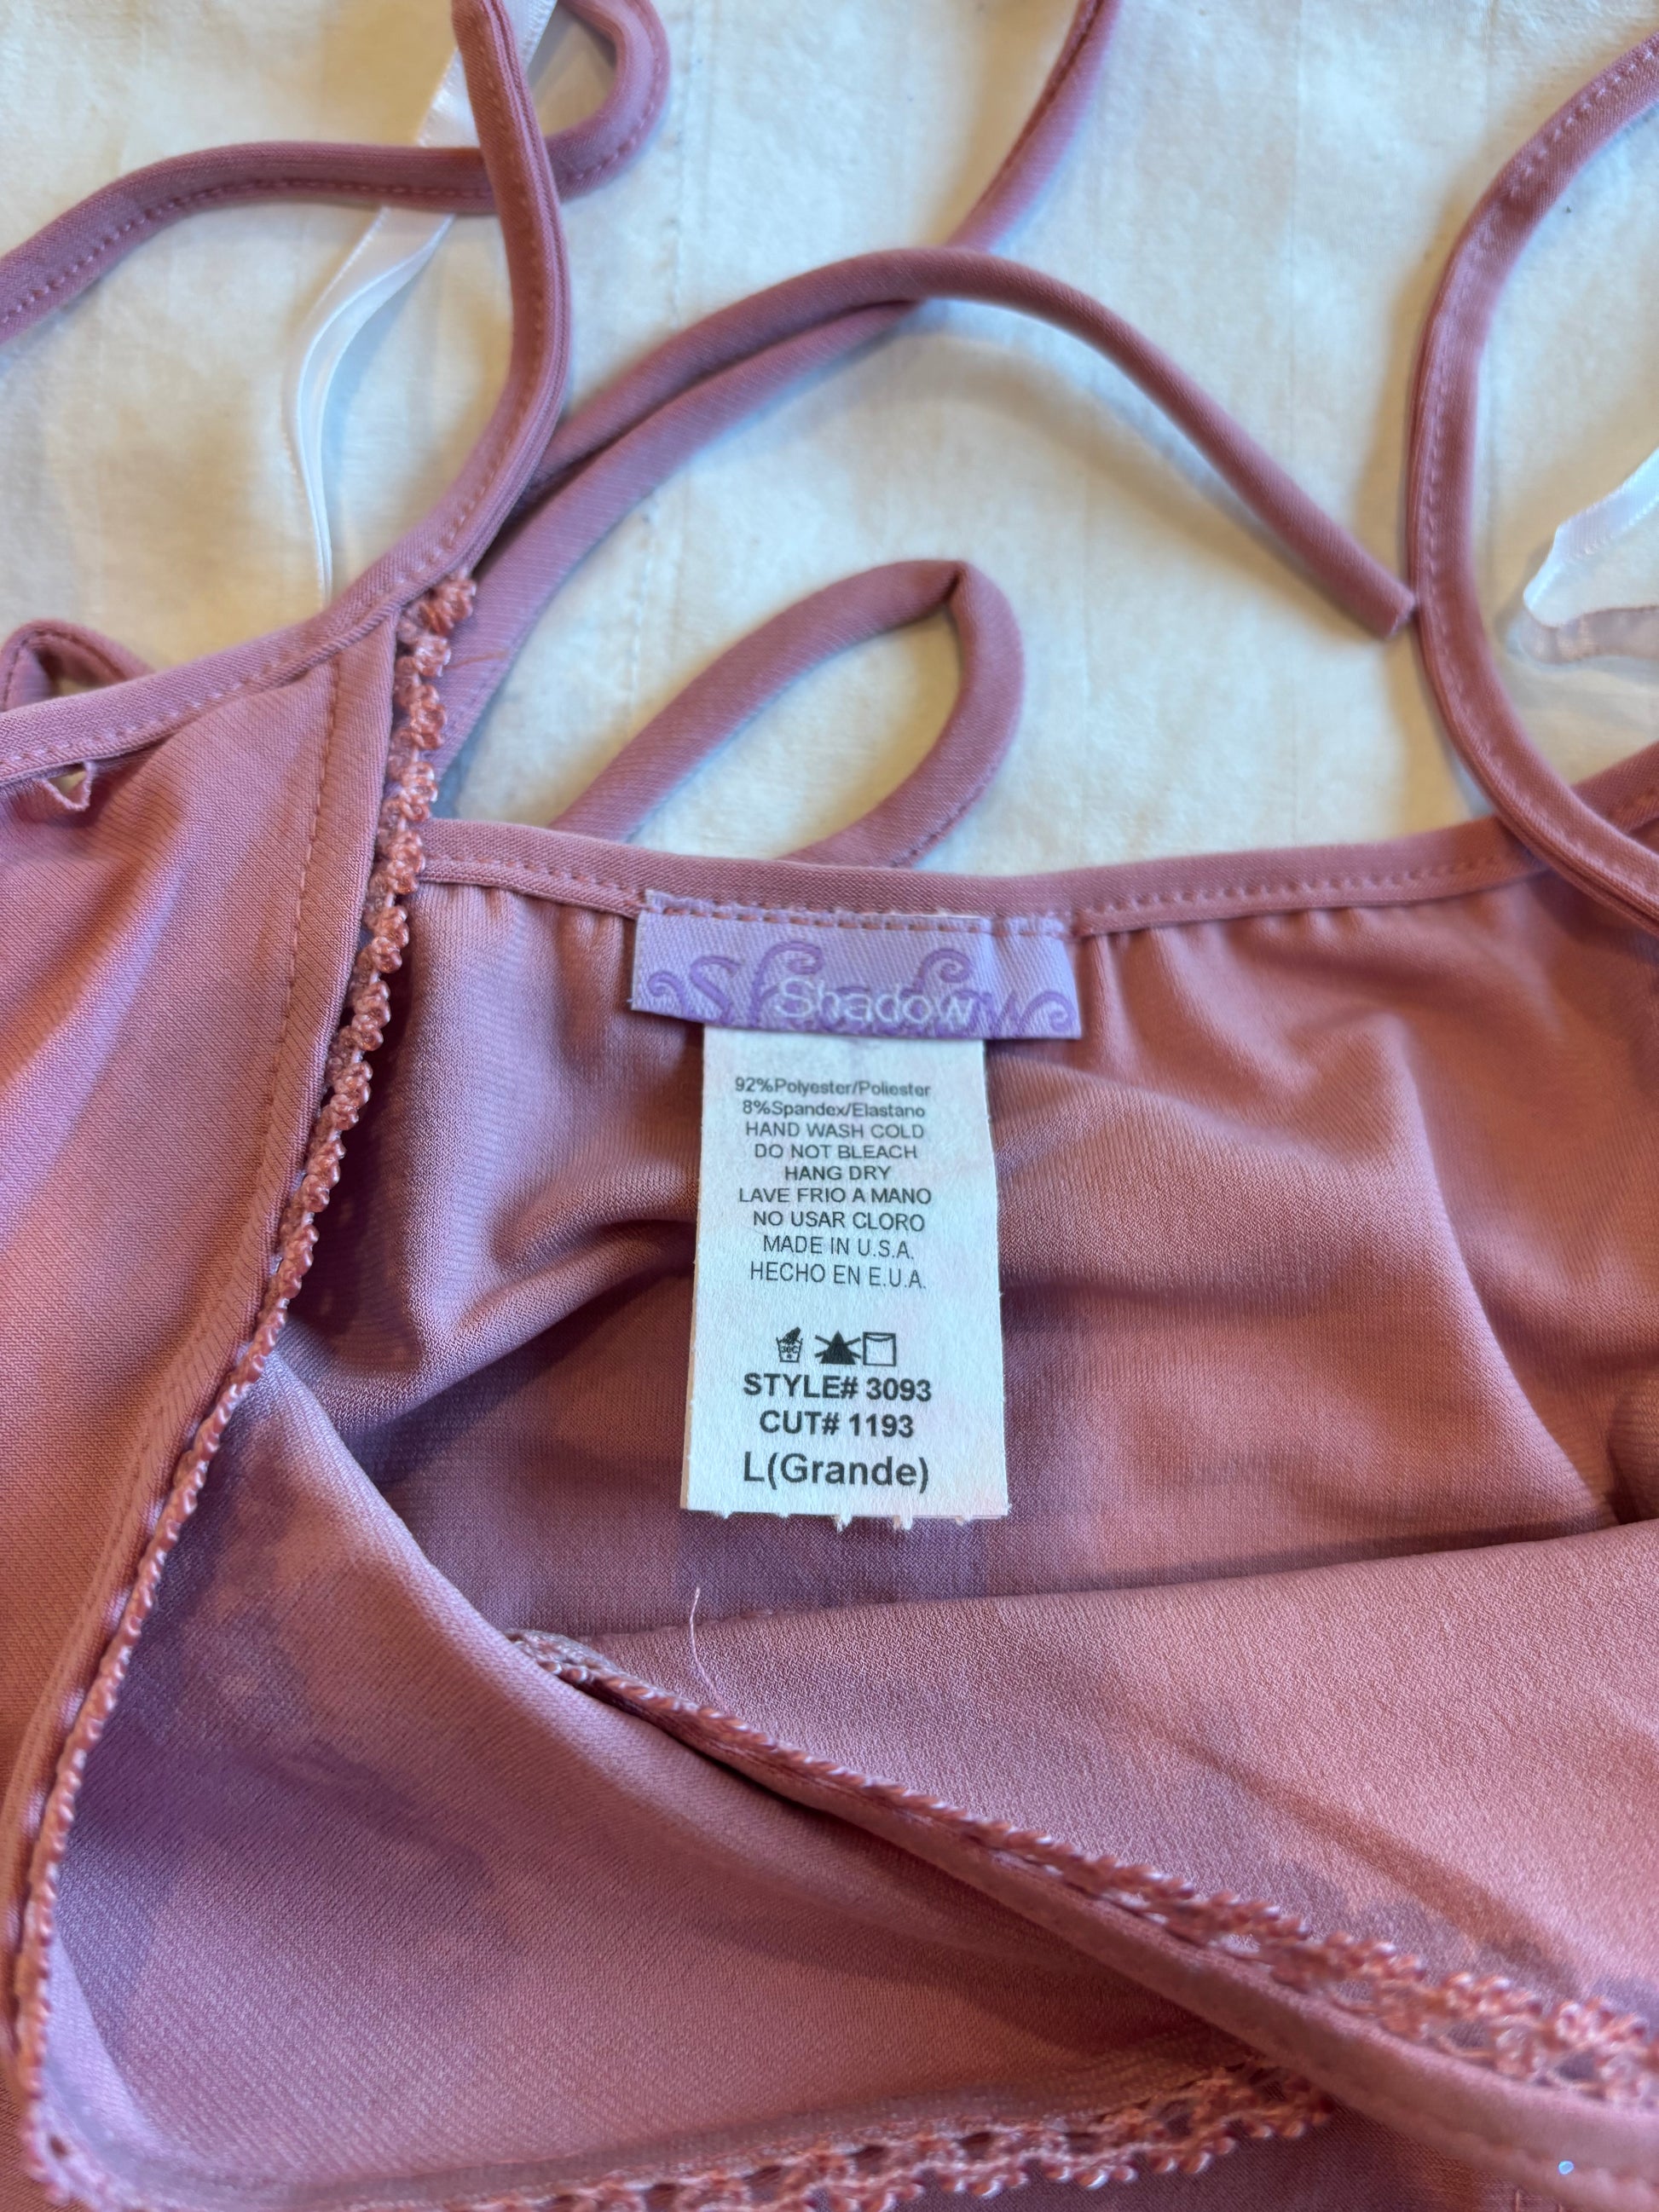 Shadow
92%Polyester/Poliester
8%Spandex/Elastano
HAND WASH COLD
DO NOT BLEACH
HANG DRY
LAVE FRIO A MANO
NO USAR CLORO
MADE IN U.S.A.
HECHO EN E.U.A.
30C
STYLE# 3093
CUT# 1193
L(Grande)